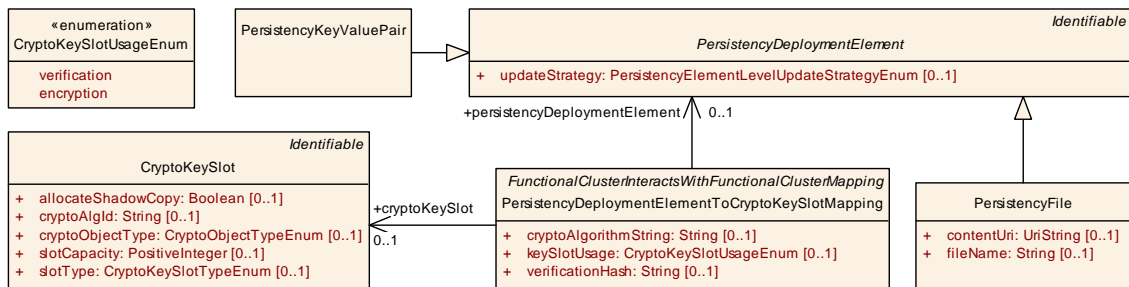 «enumeration»
CryptoKeySlotUsageEnum
verification
encryption
PersistencyKeyValuePair
Identifiable
PersistencyDeploymentElement
+ updateStrategy: PersistencyElementLevelUpdateStrategyEnum [0..1]
+persistencyDeploymentElement 0..1
Identifiable
CryptoKeySlot
+ allocateShadowCopy: Boolean [0..1]
+ cryptoAlgId: String [0..1]
+ cryptoObjectType: CryptoObjectTypeEnum [0..1]
+ slotCapacity: PositiveInteger [0..1]
+ slotType: CryptoKeySlotTypeEnum [0..1]
+cryptoKeySlot
0..1
FunctionalClusterInteractsWithFunctionalClusterMapping
PersistencyDeploymentElementToCryptoKeySlotMapping
+ cryptoAlgorithmString: String [0..1]
+ keySlotUsage: CryptoKeySlotUsageEnum [0..1]
+ verificationHash: String [0..1]
PersistencyFile
+ contentUri: UriString [0..1]
+ fileName: String [0..1]